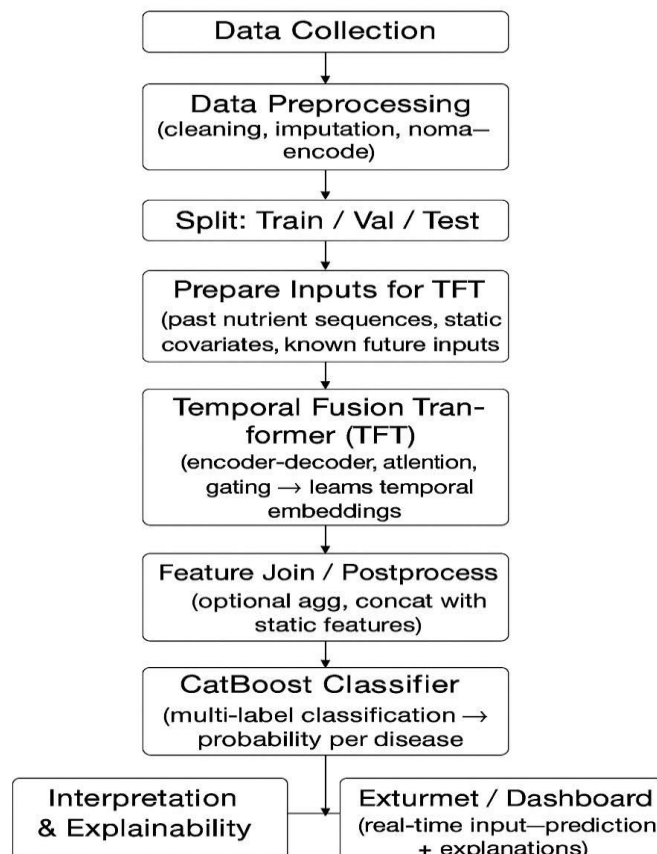 Data Collection
Data Preprocessing
(cleaning, imputation, noma—
encode)
Split: Train / Val / Test
Prepare Inputs for TFT
(past nutrient sequences, static
covariates, known future inputs
Temporal Fusion Tran-
former (TFT)
(encoder-decoder, atlention,
gating → leams temporal
embeddings
Feature Join / Postprocess
(optional agg, concat with
static features)
CatBoost Classifier
(multi-label classification →
probability per disease
Interpretation
& Explainability
Exturmet / Dashboard
(real-time input—prediction
+ explanations)